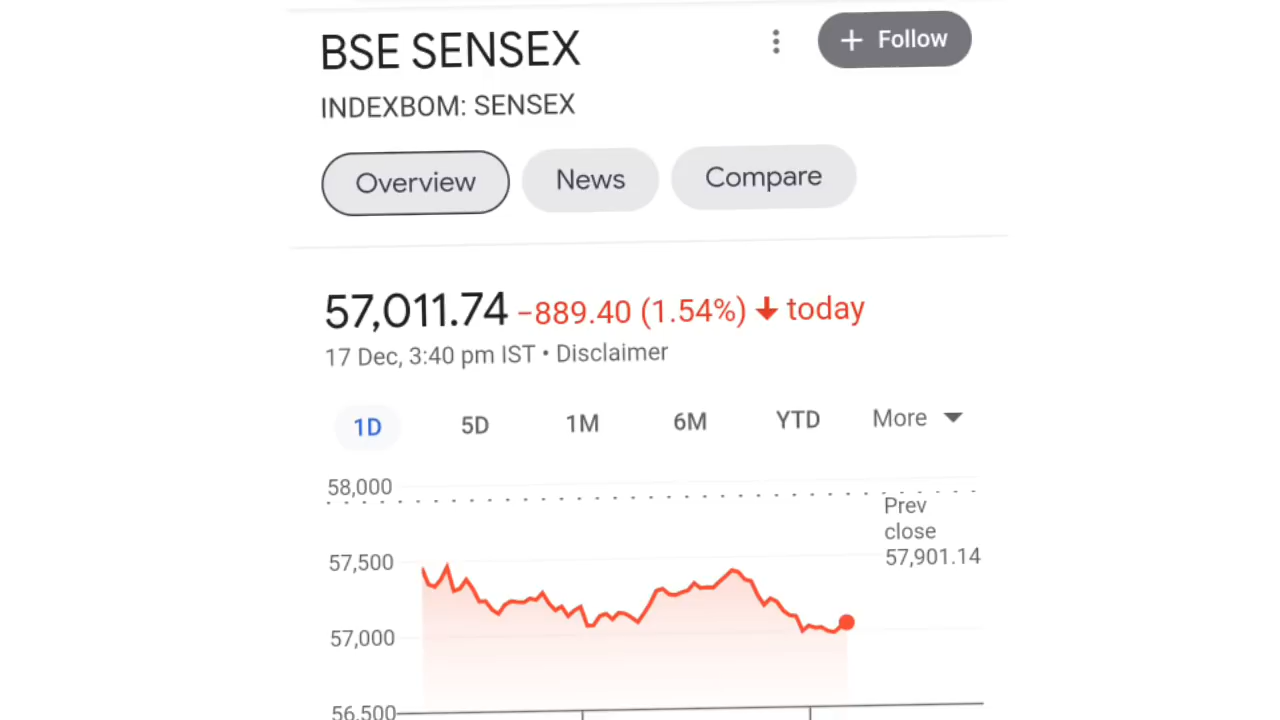 BSE SENSEX
+ Follow
INDEXBOM: SENSEX
Overview
News
Compare
57,011.74 −889.40 (1.54%) ↓ today
17 Dec, 3:40 pm IST • Disclaimer
1D 5D 1M 6M YTD More
58,000
Prev
close
57,901.14
57,500
57,000
56,500